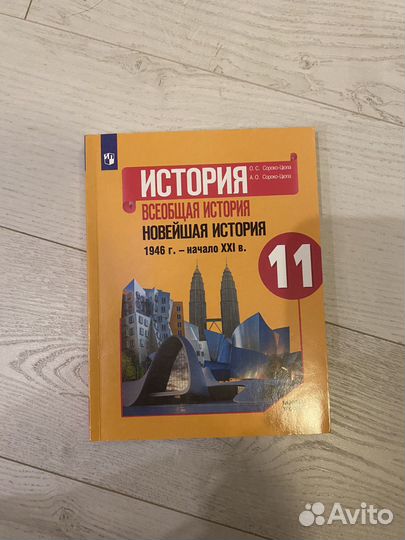 О. С. Сороко-Цюпа
А. О. Сороко-Цюпа
ИСТОРИЯ
ВСЕОБЩАЯ ИСТОРИЯ
НОВЕЙШАЯ ИСТОРИЯ
1946 г. – начало XXI в.
11
Avito